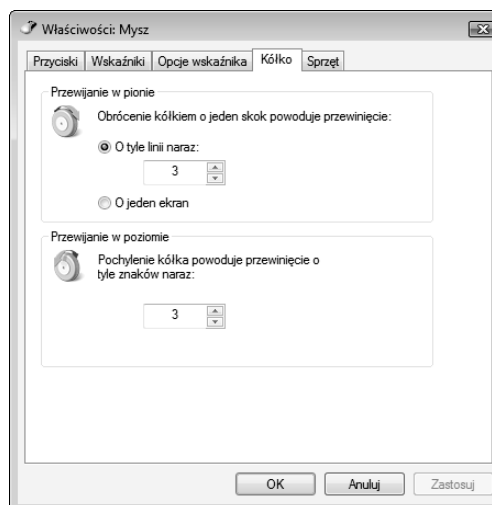 Właściwości: Mysz
Przyciski Wskaźniki Opcje wskaźnika Kółko Sprzęt
Przewijanie w pionie
Obrócenie kółkiem o jeden skok powoduje przewinięcie:
O tyle linii naraz:
3
O jeden ekran
Przewijanie w poziomie
Pochylenie kółka powoduje przewinięcie o
tyle znaków naraz:
3
OK Anuluj Zastosuj